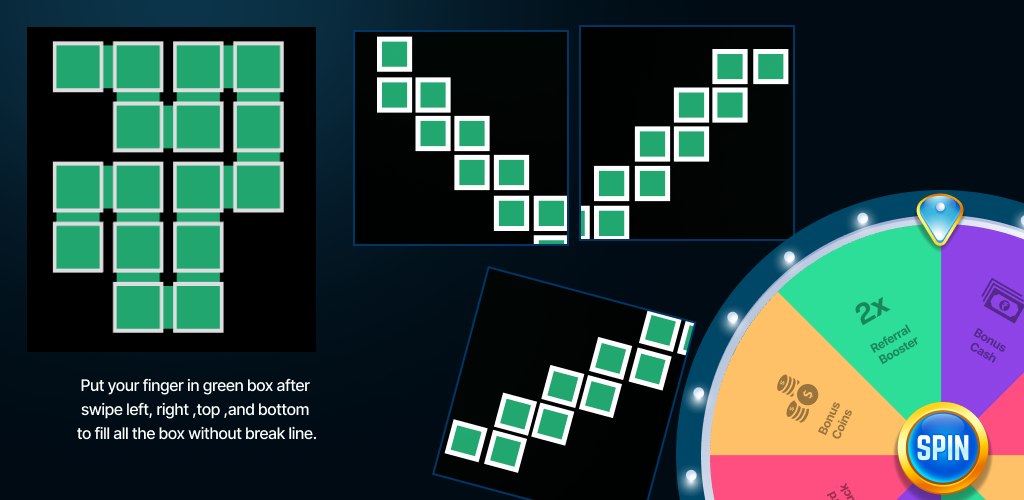 Put your finger in green box after
swipe left, right ,top ,and bottom
to fill all the box without break line.
2x
Referral
Booster
Bonus
Cash
Bonus
Coins
SPIN